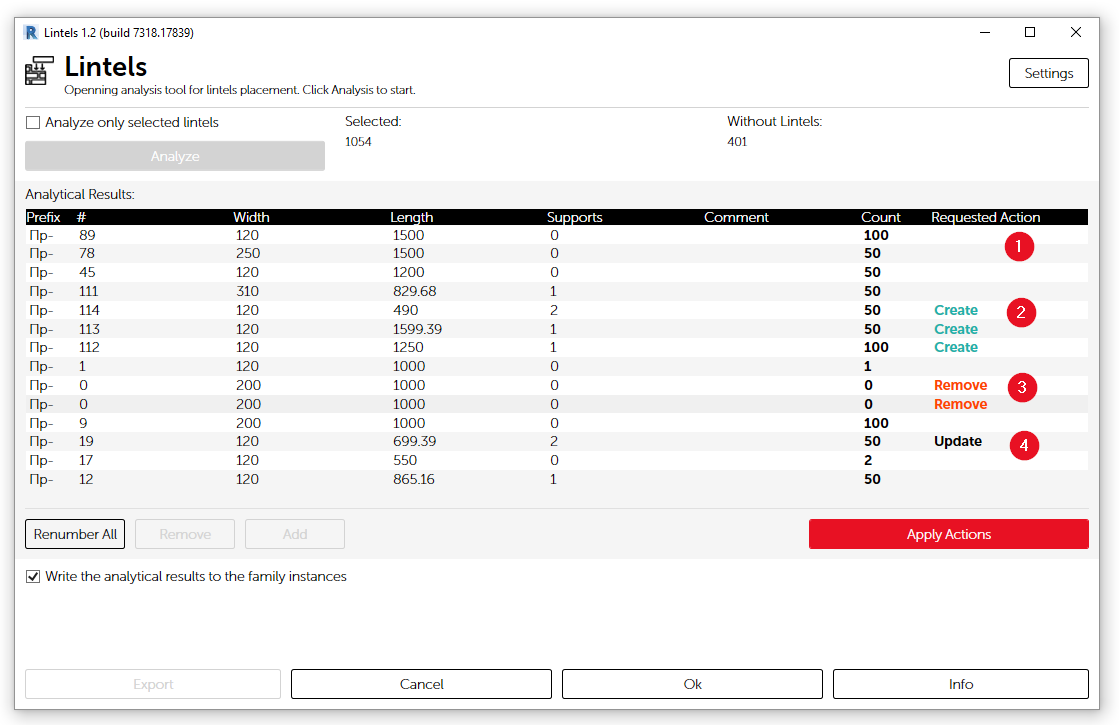 Lintels 1.2 (build 7318.17839)
Lintels
Settings
Openning analysis tool for lintels placement. Click Analysis to start.
Analyze only selected lintels
Selected:
Without Lintels:
1054
401
Analyze
Analytical Results:
Prefix # Width Length Supports Comment Count Requested Action
Пр- 89 120 1500 0 100
1
Пр- 78 250 1500 0 50
Пр- 45 120 1200 0 50
Пр- 111 310 829.68 1 50
Пр- 114 120 490 2 50 Create
2
Пр- 113 120 1599.39 1 50 Create
Пр- 112 120 1250 1 100 Create
Пр- 1 120 1000 0 1
Пр- 0 200 1000 0 0 Remove
3
Пр- 0 200 1000 0 0 Remove
Пр- 9 200 1000 0 100
Пр- 19 120 699.39 2 50 Update
4
Пр- 17 120 550 0 2
Пр- 12 120 865.16 1 50
Renumber All Remove Add Apply Actions
Write the analytical results to the family instances
Export Cancel Ok Info